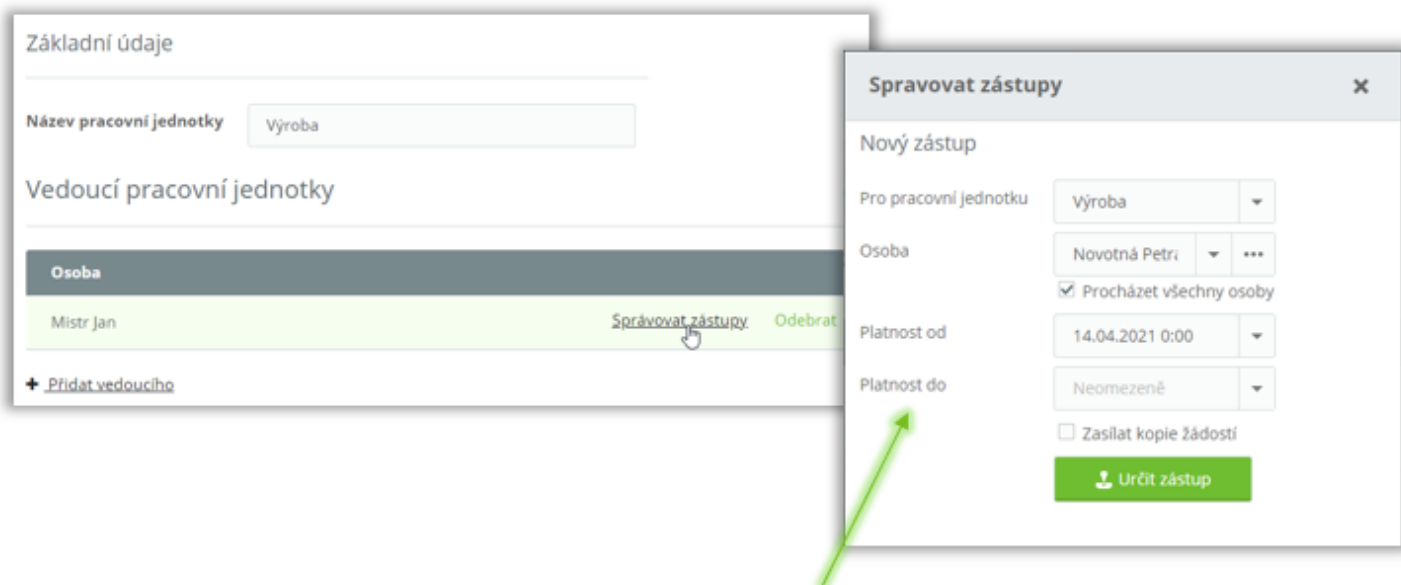 Základní údaje
Název pracovní jednotky
Výroba
Vedoucí pracovní jednotky
Osoba
Mistr Jan
Správovat zástupy
Odebrat
Přidat vedoucího
Spravovat zástupy
Nový zástup
Pro pracovní jednotku
Výroba
Osoba
Novotná Petra
Procházet všechny osoby
Platnost od
14.04.2021 0:00
Platnost do
Neomezeně
Zasílat kopie žádostí
Určit zástup